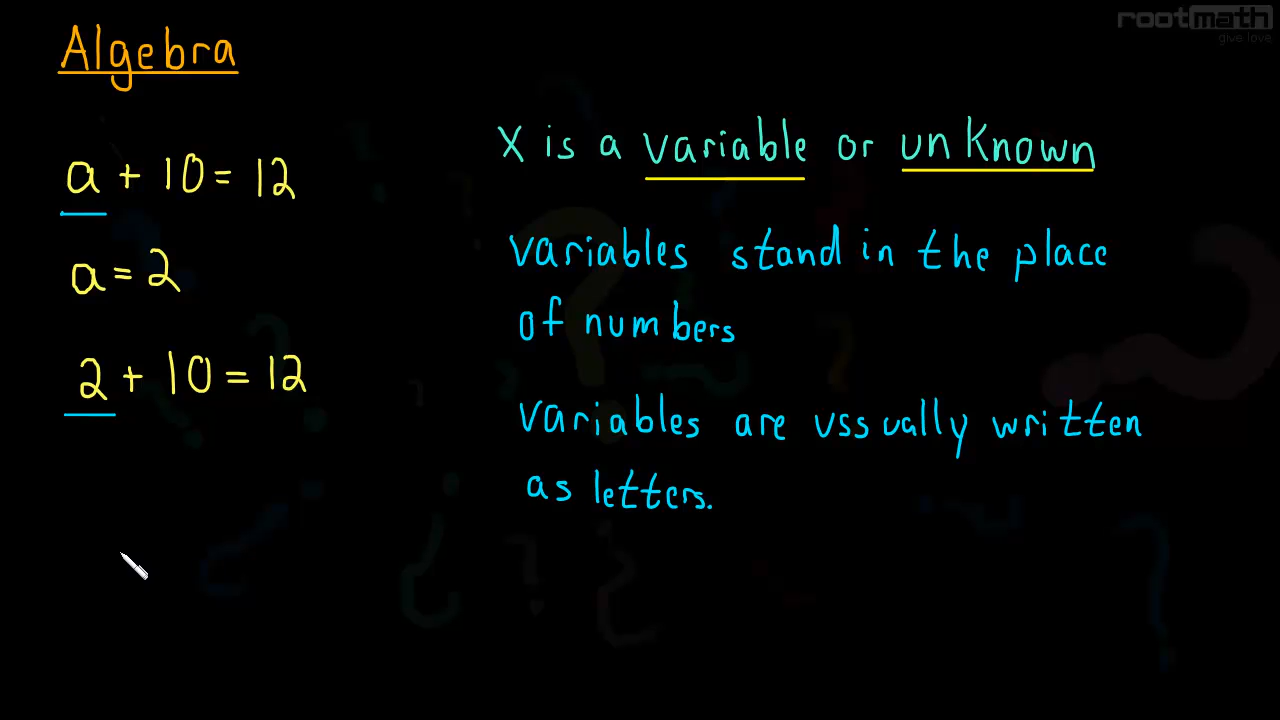 rootmath
give love
Algebra
a + 10 = 12
a = 2
2 + 10 = 12
X is a variable or unknown
variables stand in the place
of numbers
variables are ussually written
as letters.